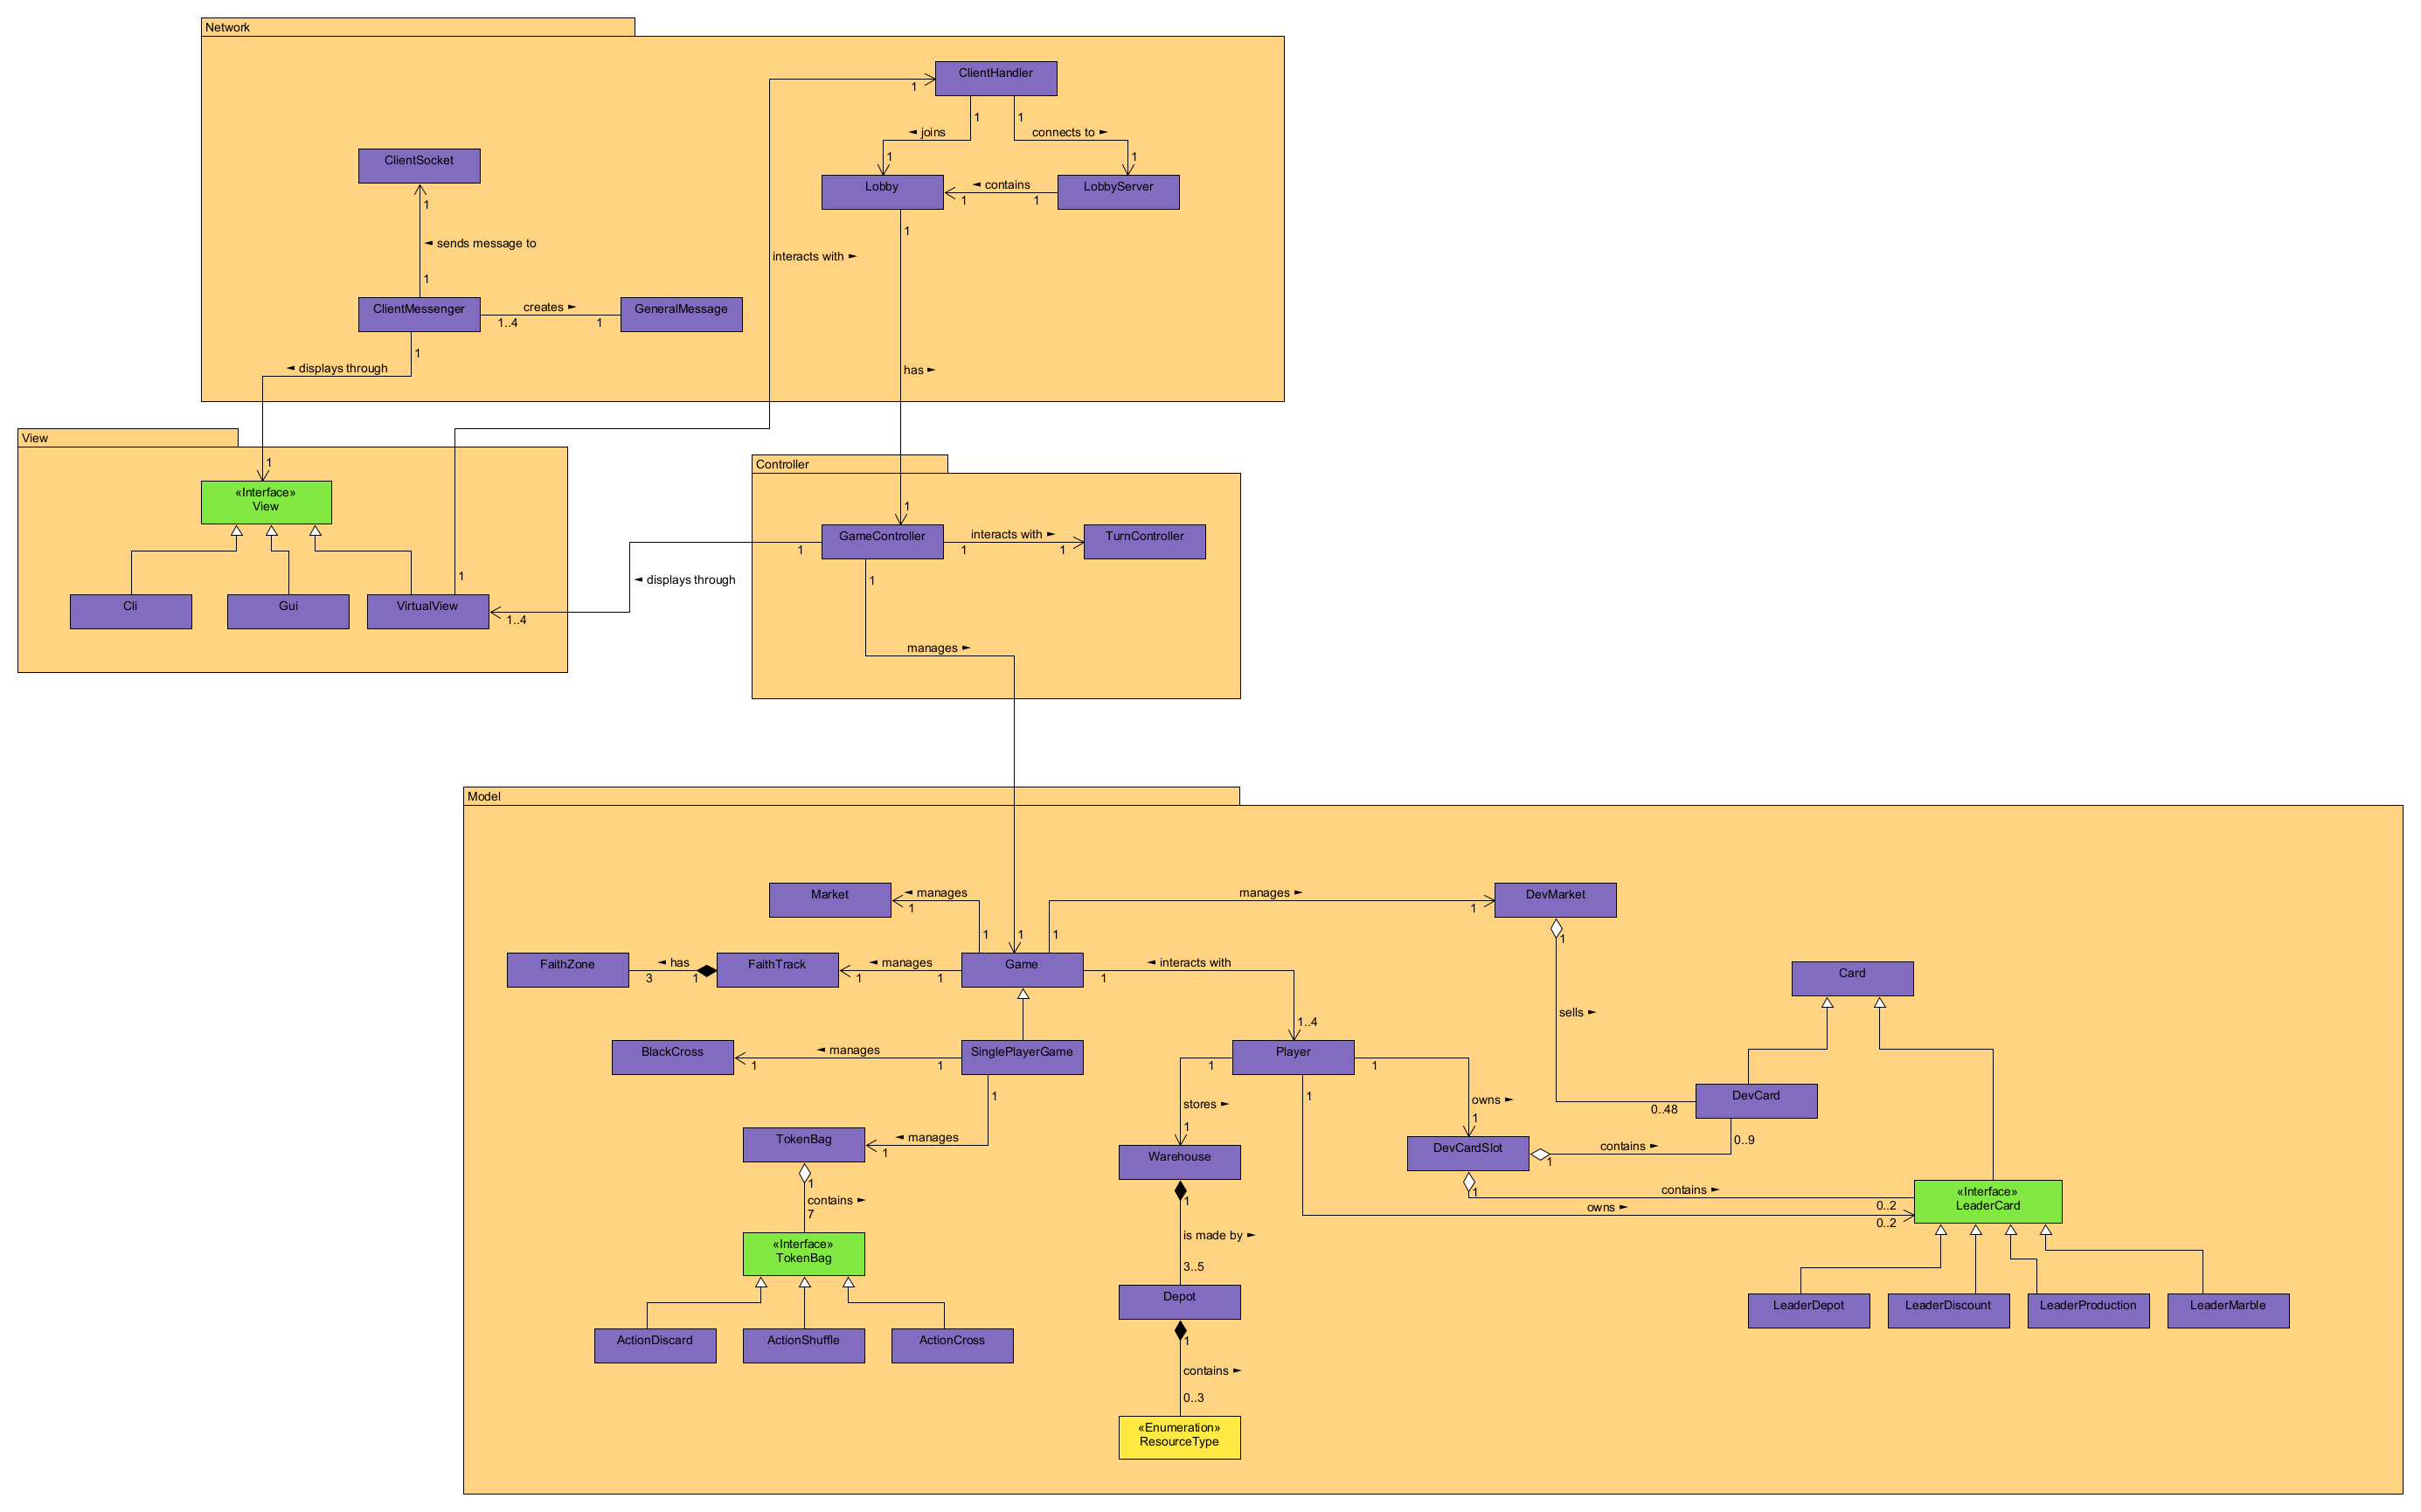 Network
ClientHandler
1
1
1
◄ joins
connects to ►
1
1
ClientSocket
Lobby
◄ contains
LobbyServer
1
1
1
1
◄ sends message to
interacts with ►
1
ClientMessenger
creates ►
GeneralMessage
1..4
1
1
◄ displays through
has ►
View
1
Controller
«Interface»
View
1
GameController
interacts with ►
TurnController
1
1
1
1
1
◄ displays through
Cli
Gui
VirtualView
1..4
manages ►
Model
Market
◄ manages
manages ►
DevMarket
1
1
1
1
1
1
FaithZone
◄ has
FaithTrack
◄ manages
Game
◄ interacts with
Card
3
1
1
1
1
sells ►
1..4
BlackCross
◄ manages
SinglePlayerGame
Player
1
1
1
1
1
1
stores ►
owns ►
DevCard
0..48
1
1
TokenBag
◄ manages
1
Warehouse
DevCardSlot
contains ►
0..9
1
1
contains ►
7
1
1
contains ►
owns ►
0..2
0..2
«Interface»
LeaderCard
is made by ►
«Interface»
TokenBag
3..5
Depot
LeaderDepot
LeaderDiscount
LeaderProduction
LeaderMarble
ActionDiscard
ActionShuffle
ActionCross
1
contains ►
0..3
«Enumeration»
ResourceType